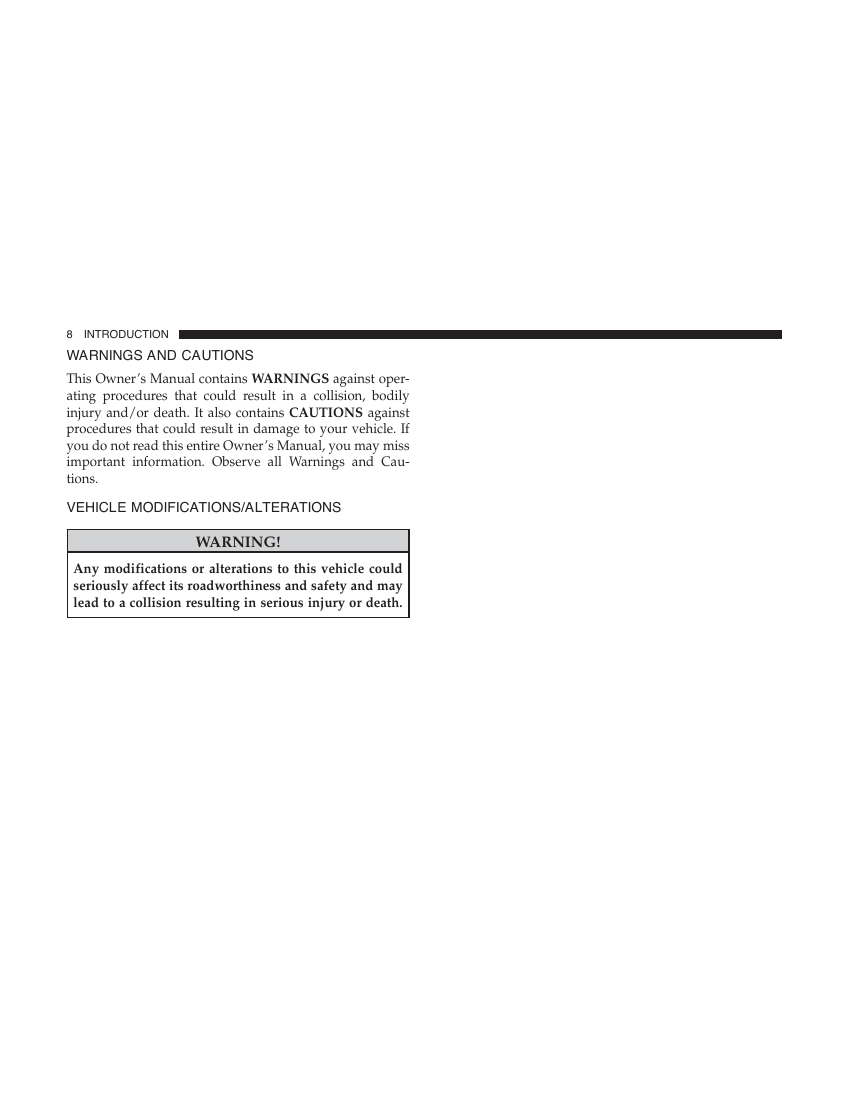 8 INTRODUCTION
WARNINGS AND CAUTIONS
This Owner’s Manual contains WARNINGS against oper-
ating procedures that could result in a collision, bodily
injury and/or death. It also contains CAUTIONS against
procedures that could result in damage to your vehicle. If
you do not read this entire Owner’s Manual, you may miss
important information. Observe all Warnings and Cau-
tions.
VEHICLE MODIFICATIONS/ALTERATIONS
WARNING!
Any modifications or alterations to this vehicle could
seriously affect its roadworthiness and safety and may
lead to a collision resulting in serious injury or death.